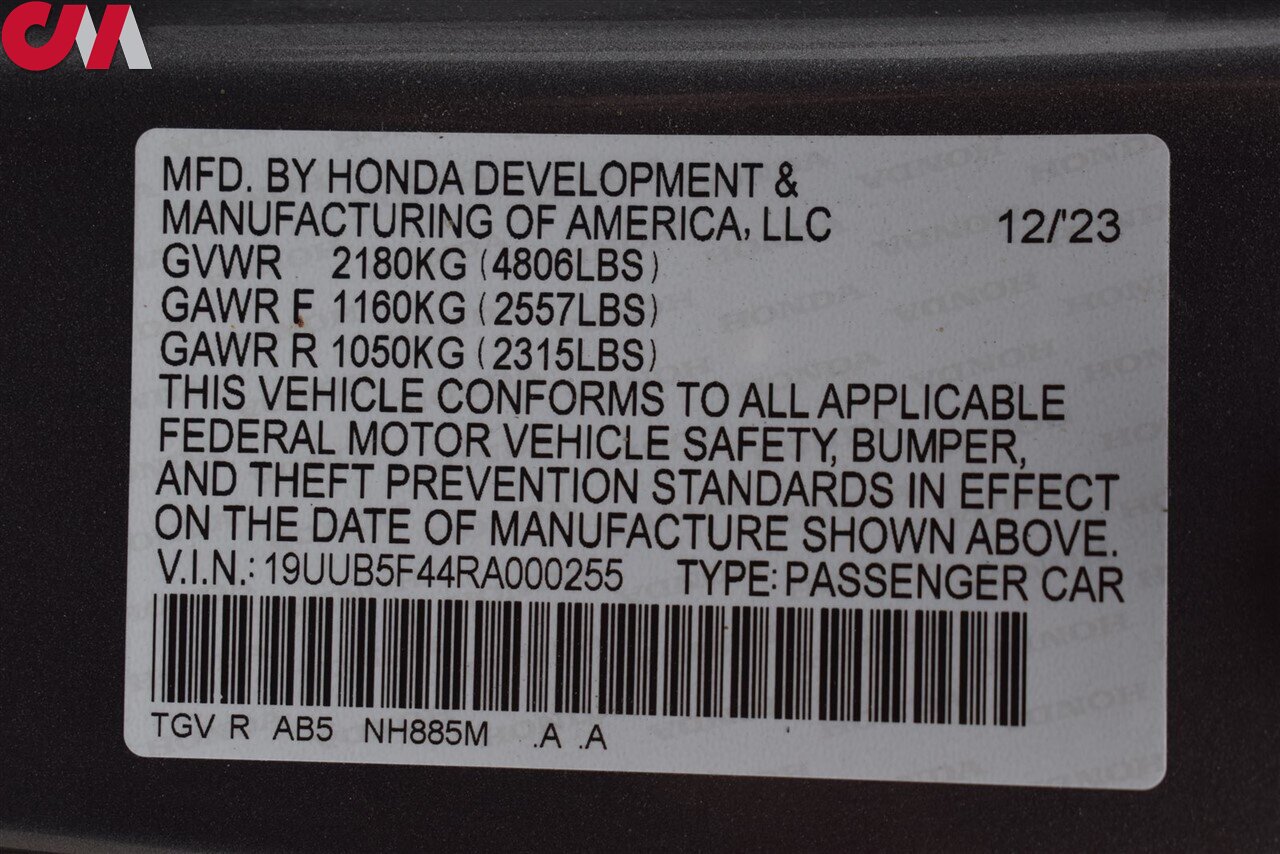 CMA
MFD. BY HONDA DEVELOPMENT &
MANUFACTURING OF AMERICA, LLC 12/'23
GVWR 2180KG (4806LBS)
GAWR F 1160KG (2557LBS)
GAWR R 1050KG (2315LBS)
THIS VEHICLE CONFORMS TO ALL APPLICABLE
FEDERAL MOTOR VEHICLE SAFETY, BUMPER,
AND THEFT PREVENTION STANDARDS IN EFFECT
ON THE DATE OF MANUFACTURE SHOWN ABOVE.
V.I.N.: 19UUB5F44RA000255 TYPE: PASSENGER CAR
TGV R AB5 NH885M .A .A